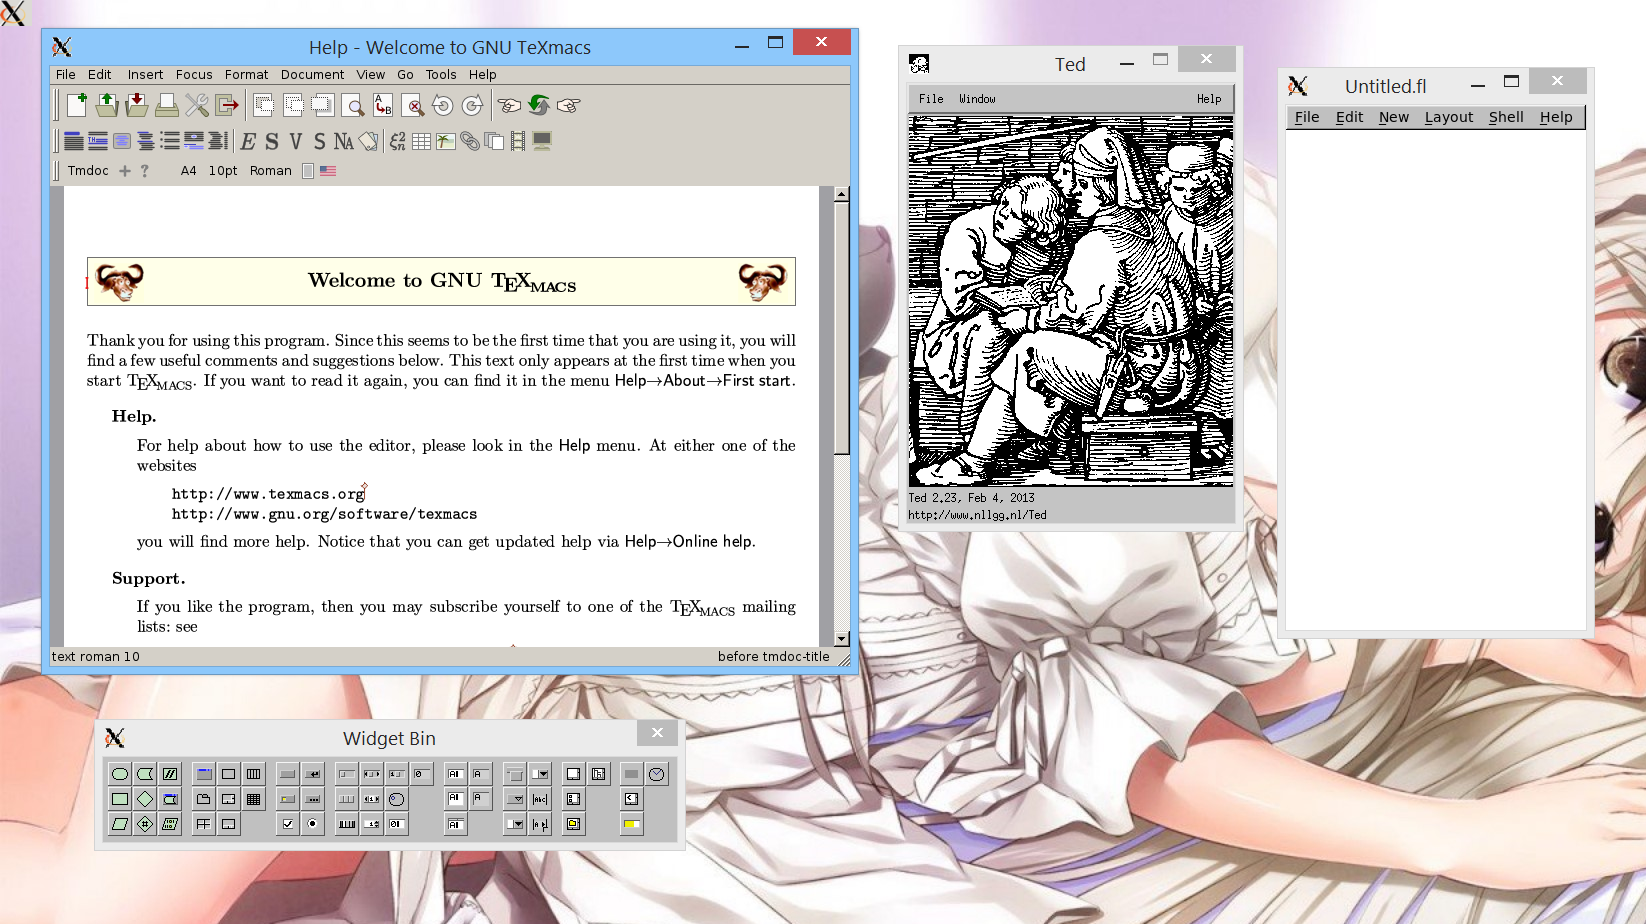 Help - Welcome to GNU TeXmacs
File Edit Insert Focus Format Document View Go Tools Help
Tmdoc A4 10pt Roman
Welcome to GNU TEXMACS
Thank you for using this program. Since this seems to be the first time that you are using it, you will
find a few useful comments and suggestions below. This text only appears at the first time when you
start TEXMACS. If you want to read it again, you can find it in the menu Help→About→First start.
Help.
For help about how to use the editor, please look in the Help menu. At either one of the
websites
http://www.texmacs.org
http://www.gnu.org/software/texmacs
you will find more help. Notice that you can get updated help via Help→Online help.
Support.
If you like the program, then you may subscribe yourself to one of the TEXMACS mailing
lists: see
text roman 10
before tmdoc-title
Ted
File Window Help
Ted 2.23, Feb 4, 2013
http://www.nllgg.nl/Ted
Untitled.fl
File Edit New Layout Shell Help
Widget Bin